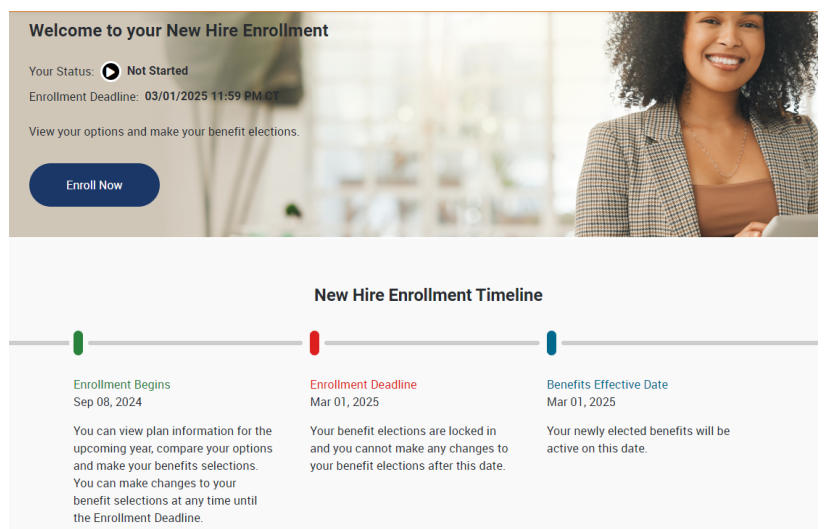 Welcome to your New Hire Enrollment
Your Status: Not Started
Enrollment Deadline: 03/01/2025 11:59 PM CT
View your options and make your benefit elections.
Enroll Now
New Hire Enrollment Timeline
Enrollment Begins
Sep 08, 2024
You can view plan information for the
upcoming year, compare your options
and make your benefits selections.
You can make changes to your
benefit selections at any time until
the Enrollment Deadline.
Enrollment Deadline
Mar 01, 2025
Your benefit elections are locked in
and you cannot make any changes to
your benefit elections after this date.
Benefits Effective Date
Mar 01, 2025
Your newly elected benefits will be
active on this date.